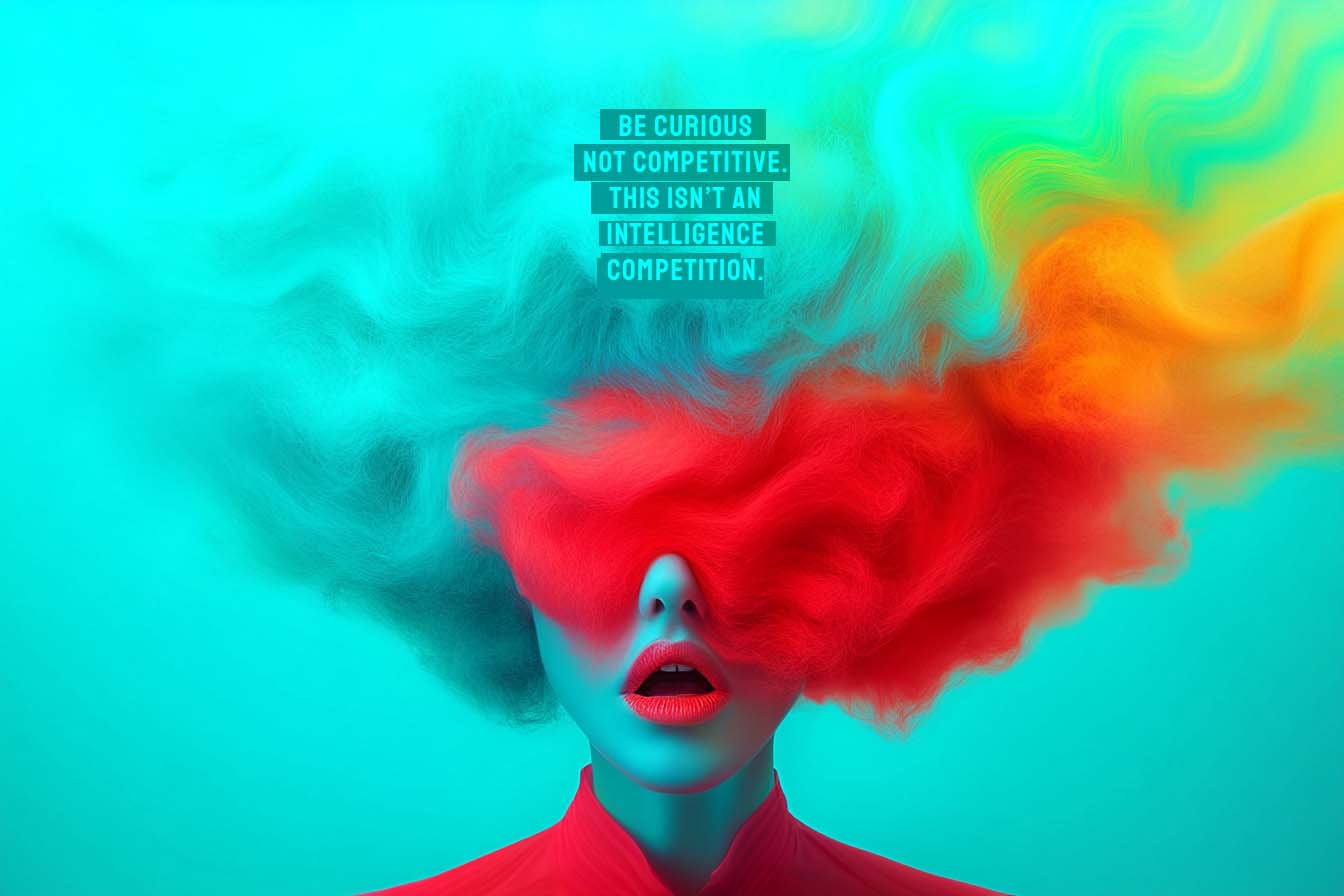 BE CURIOUS
NOT COMPETITIVE.
THIS ISN’T AN
INTELLIGENCE
COMPETITION.